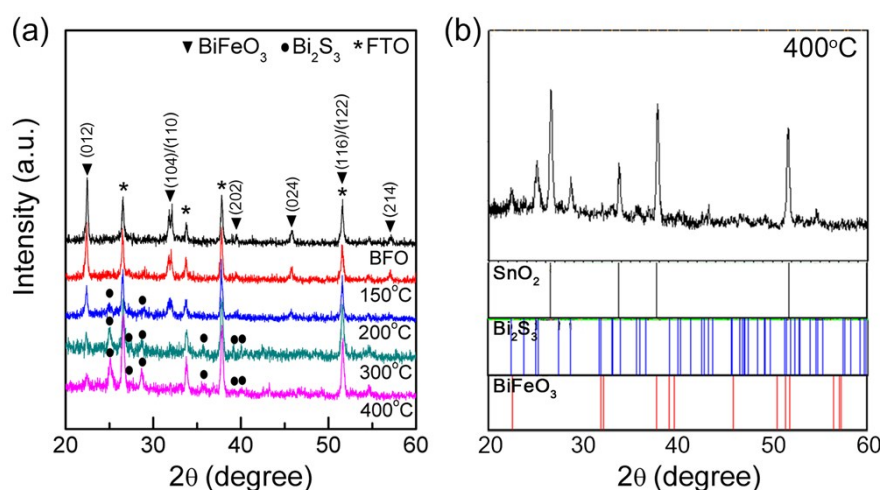 (a)
▼ BiFeO₃ ● Bi₂S₃ * FTO
Intensity (a.u.)
(012)
*
(104)/(110)
*
*
(202)
(024)
(116)/(122)
*
(214)
BFO
150°C
200°C
300°C
400°C
20 30 40 50 60
2θ (degree)
(b)
400°C
SnO₂
Bi₂S₃
BiFeO₃
20 30 40 50 60
2θ (degree)